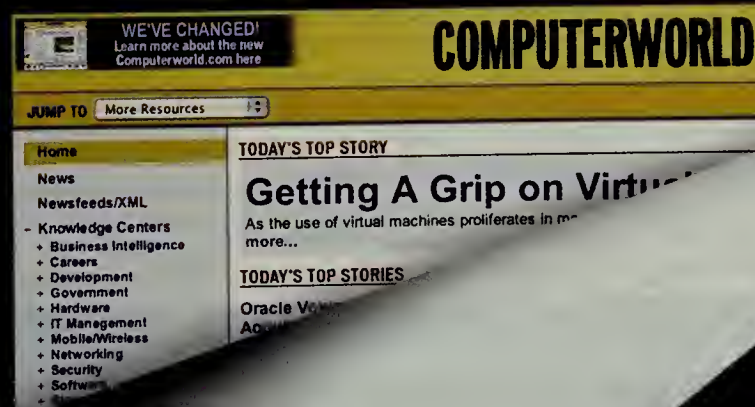 WE'VE CHANGED!
Learn more about the new
Computerworld.com here
COMPUTERWORLD
JUMP TO More Resources
Home
News
Newsfeeds/XML
- Knowledge Centers
+ Business Intelligence
+ Careers
+ Development
+ Government
+ Hardware
+ IT Management
+ Mobile/Wireless
+ Networking
+ Security
+ Softw
TODAY'S TOP STORY
Getting A Grip on Virtual
As the use of virtual machines proliferates in
more...
TODAY'S TOP STORIES
Oracle